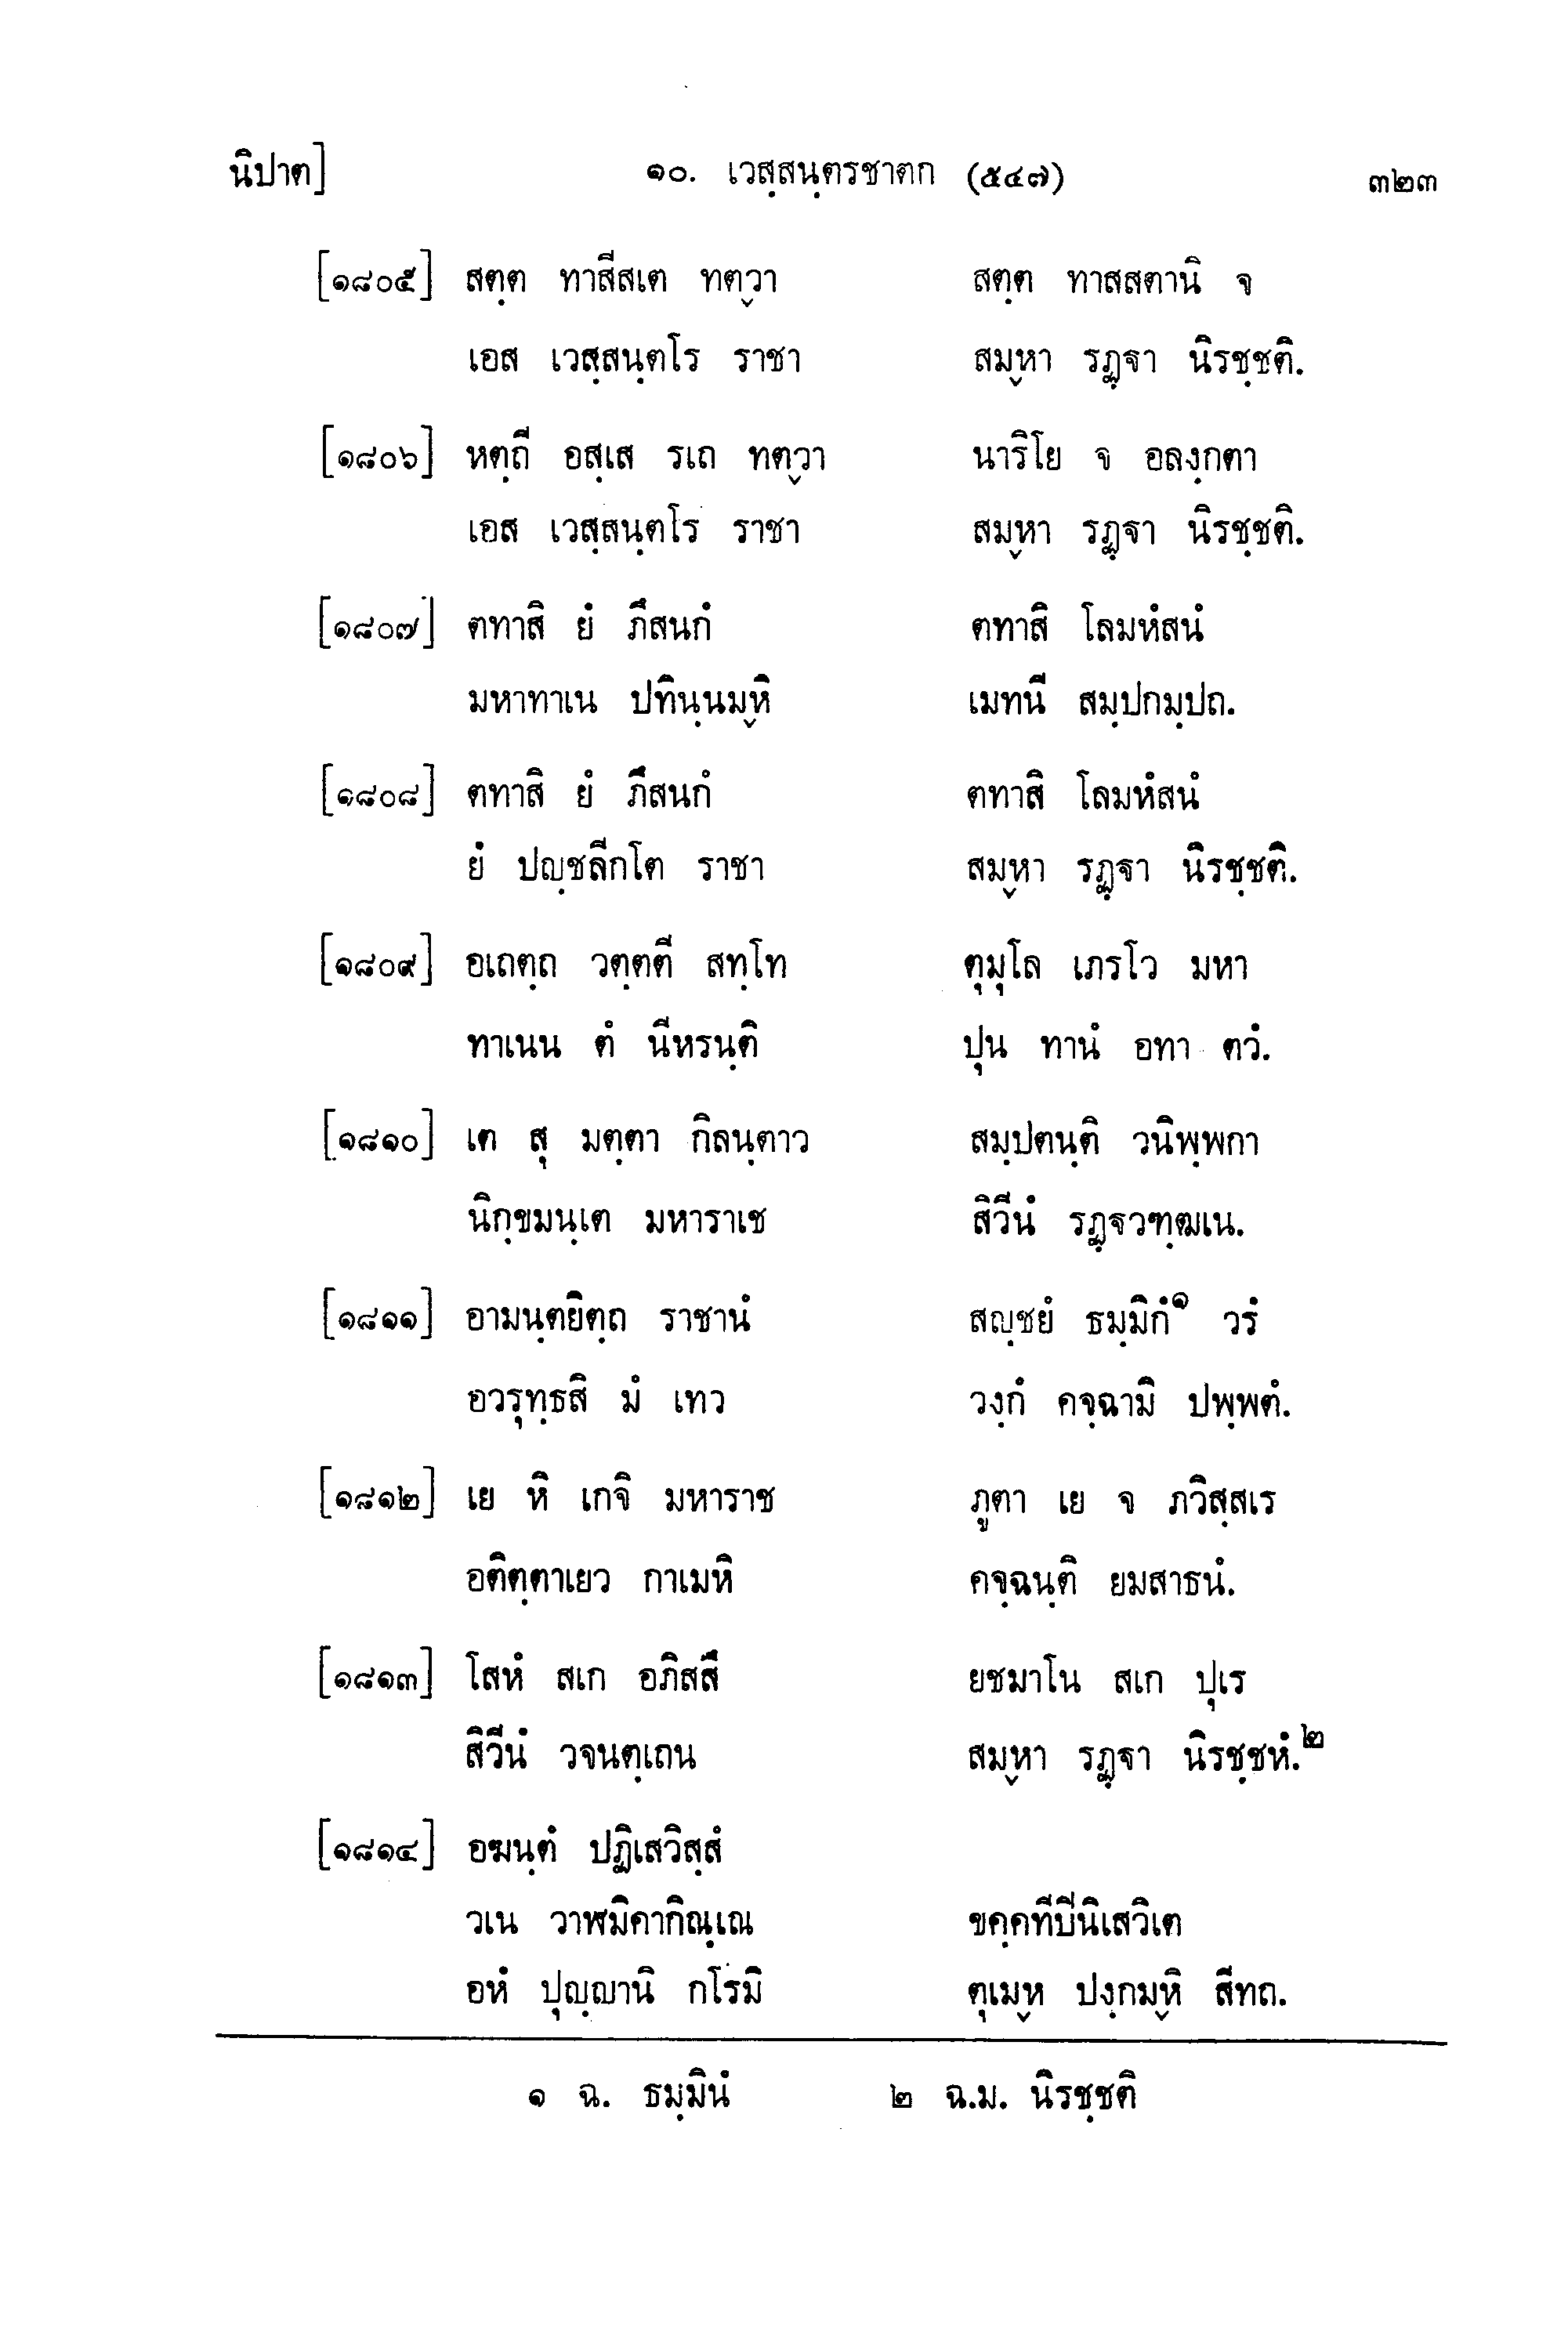 นิปาต] ๑๐. เวสฺสนฺตรชาตก (๕๔๗) ๓๒๓
[๑๘๐๕] สตฺต ทาสีสเต ทตฺวา สตฺต ทาสสตานิ จ
เอส เวสฺสนฺตโร ราชา สมฺหา รฏฺฐา นิรชฺชติ.
[๑๘๐๖] หตฺถี อสฺเส รเถ ทตฺวา นาริโย จ อลงฺกตา
เอส เวสฺสนฺตโร ราชา สมฺหา รฏฺฐา นิรชฺชติ.
[๑๘๐๗] ตทาสิ ยํ ภึสนกํ ตทาสิ โลมหํสนํ
มหาทาเน ปทินฺนมฺหิ เมทนี สมฺปกมฺปถ.
[๑๘๐๘] ตทาสิ ยํ ภึสนกํ ตทาสิ โลมหํสนํ
ยํ ปญฺชลีกโต ราชา สมฺหา รฏฺฐา นิรชฺชติ.
[๑๘๐๙] อเถตฺถ วตฺตตี สทฺโท ตุมุโล เภรโว มหา
ทาเนน ตํ นีหรนฺติ ปุน ทานํ อทา ตวํ.
[๑๘๑๐] เต สุ มตฺตา กิลนฺตาว สมฺปตนฺติ วนิพฺพกา
นิกฺขมนฺเต มหาราเช สิวีนํ รฏฺฐวฑฺฒเน.
[๑๘๑๑] อามนฺตยิตฺถ ราชานํ สญฺชยํ ธมฺมิกํ๑ วรํ
อวรุทฺธสิ มํ เทว วงฺกํ คจฺฉามิ ปพฺพตํ.
[๑๘๑๒] เย หิ เกจิ มหาราช ภูตา เย จ ภวิสฺสเร
อติตฺตาเยว กาเมหิ คจฺฉนฺติ ยมสาธนํ.
[๑๘๑๓] โสหํ สเก อภิสสึ ยชมาโน สเก ปุเร
สิวีนํ วจนตฺเถน สมฺหา รฏฺฐา นิรชฺชหํ.๒
[๑๘๑๔] อฆนฺตํ ปฏิเสวิสฺสํ
วเน วาฬมิคากิณฺเณ ขคฺคทีปีนิเสวิเต
อหํ ปุญฺญานิ กโรมิ ตุเมฺห ปงฺกมฺหิ สีทถ.
๑ ฉ. ธมฺมินํ ๒ ฉ.ม. นิรชฺชติ